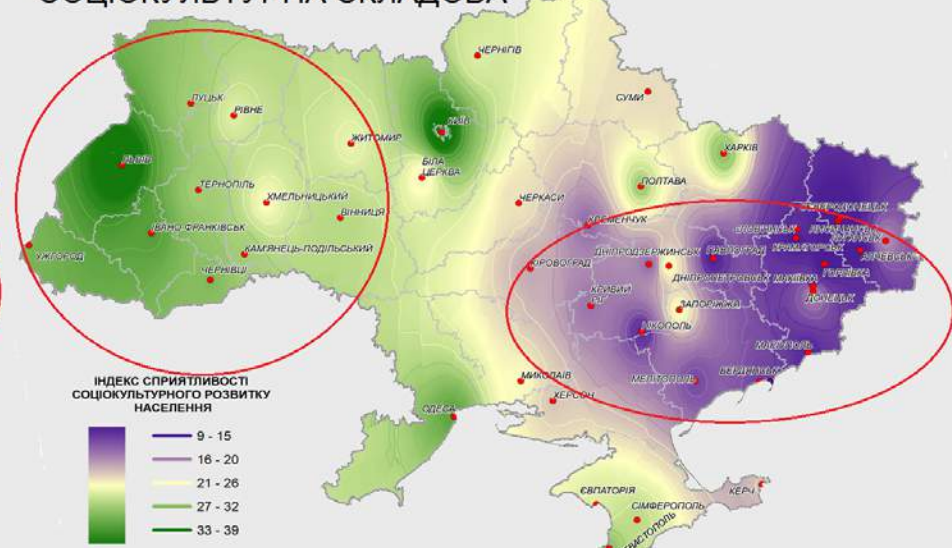 СОЦІОКУЛЬТУРНА СКЛАДОВА
ЧЕРНІГІВ
СУМИ
ЛУЦЬК
РІВНЕ
КИЇВ
ЖИТОМИР
ХАРКІВ
ЛЬВІВ
БІЛА
ЦЕРКВА
ПОЛТАВА
ТЕРНОПІЛЬ
ХМЕЛЬНИЦЬКИЙ
ЧЕРКАСИ
ВІННИЦЯ
КРЕМЕНЧУК
ІВАНО-ФРАНКІВСЬК
КАМ'ЯНЕЦЬ-ПОДІЛЬСЬКИЙ
УЖГОРОД
ЧЕРНІВЦІ
КІРОВОГРАД
ДНІПРОДЗЕРЖИНСЬК
ПАВЛОГРАД
КРАМАТОРСЬК
АЛЧЕВСЬК
ГОРЛІВКА
ДНІПРОПЕТРОВСЬК
МАКІЇВКА
КРИВИЙ
РІГ
ЗАПОРІЖЖЯ
ДОНЕЦЬК
НІКОПОЛЬ
МАРІУПОЛЬ
МИКОЛАЇВ
МЕЛІТОПОЛЬ
БЕРДЯНСЬК
ХЕРСОН
ОДЕСА
ЄВПАТОРІЯ
КЕРЧ
СІМФЕРОПОЛЬ
ІНДЕКС СПРИЯТЛИВОСТІ
СОЦІОКУЛЬТУРНОГО РОЗВИТКУ
НАСЕЛЕННЯ
9 - 15
16 - 20
21 - 26
27 - 32
33 - 39